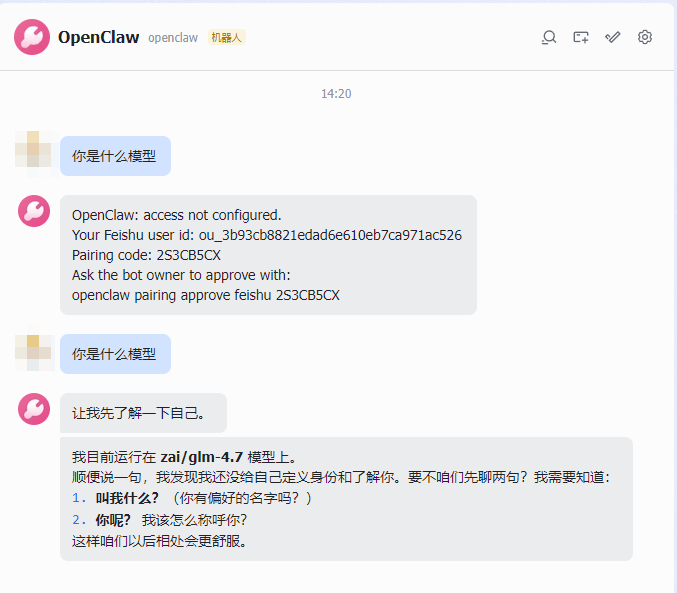 OpenClaw openclaw 机器人
14:20
你是什么模型
OpenClaw: access not configured.
Your Feishu user id: ou_3b93cb8821edad6e610eb7ca971ac526
Pairing code: 2S3CB5CX
Ask the bot owner to approve with:
openclaw pairing approve feishu 2S3CB5CX
你是什么模型
让我先了解一下自己。
我目前运行在 zai/glm-4.7 模型上。
顺便说一句，我发现我还没给自己定义身份和了解你。要不咱们先聊两句？我需要知道：
1. 叫我什么？（你有偏好的名字吗？）
2. 你呢？ 我该怎么称呼你？
这样咱们以后相处会更舒服。